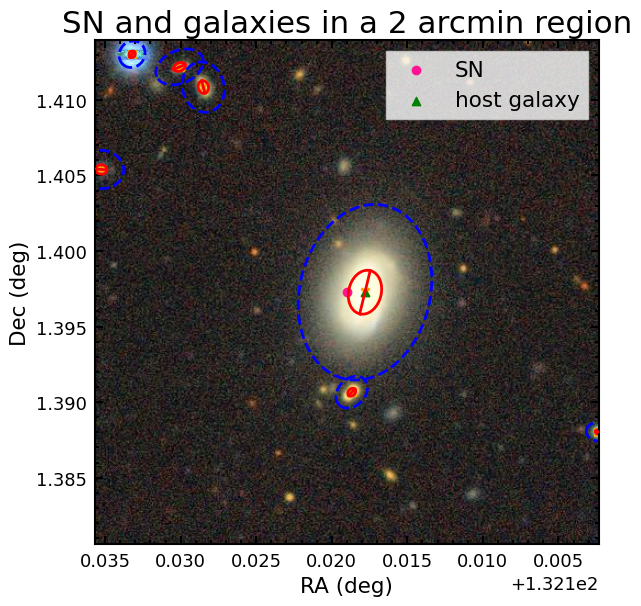 SN and galaxies in a 2 arcmin region
SN
host galaxy
1.410
1.405
1.400
1.395
1.390
1.385
Dec (deg)
0.035 0.030 0.025 0.020 0.015 0.010 0.005
RA (deg)
+1.321e2